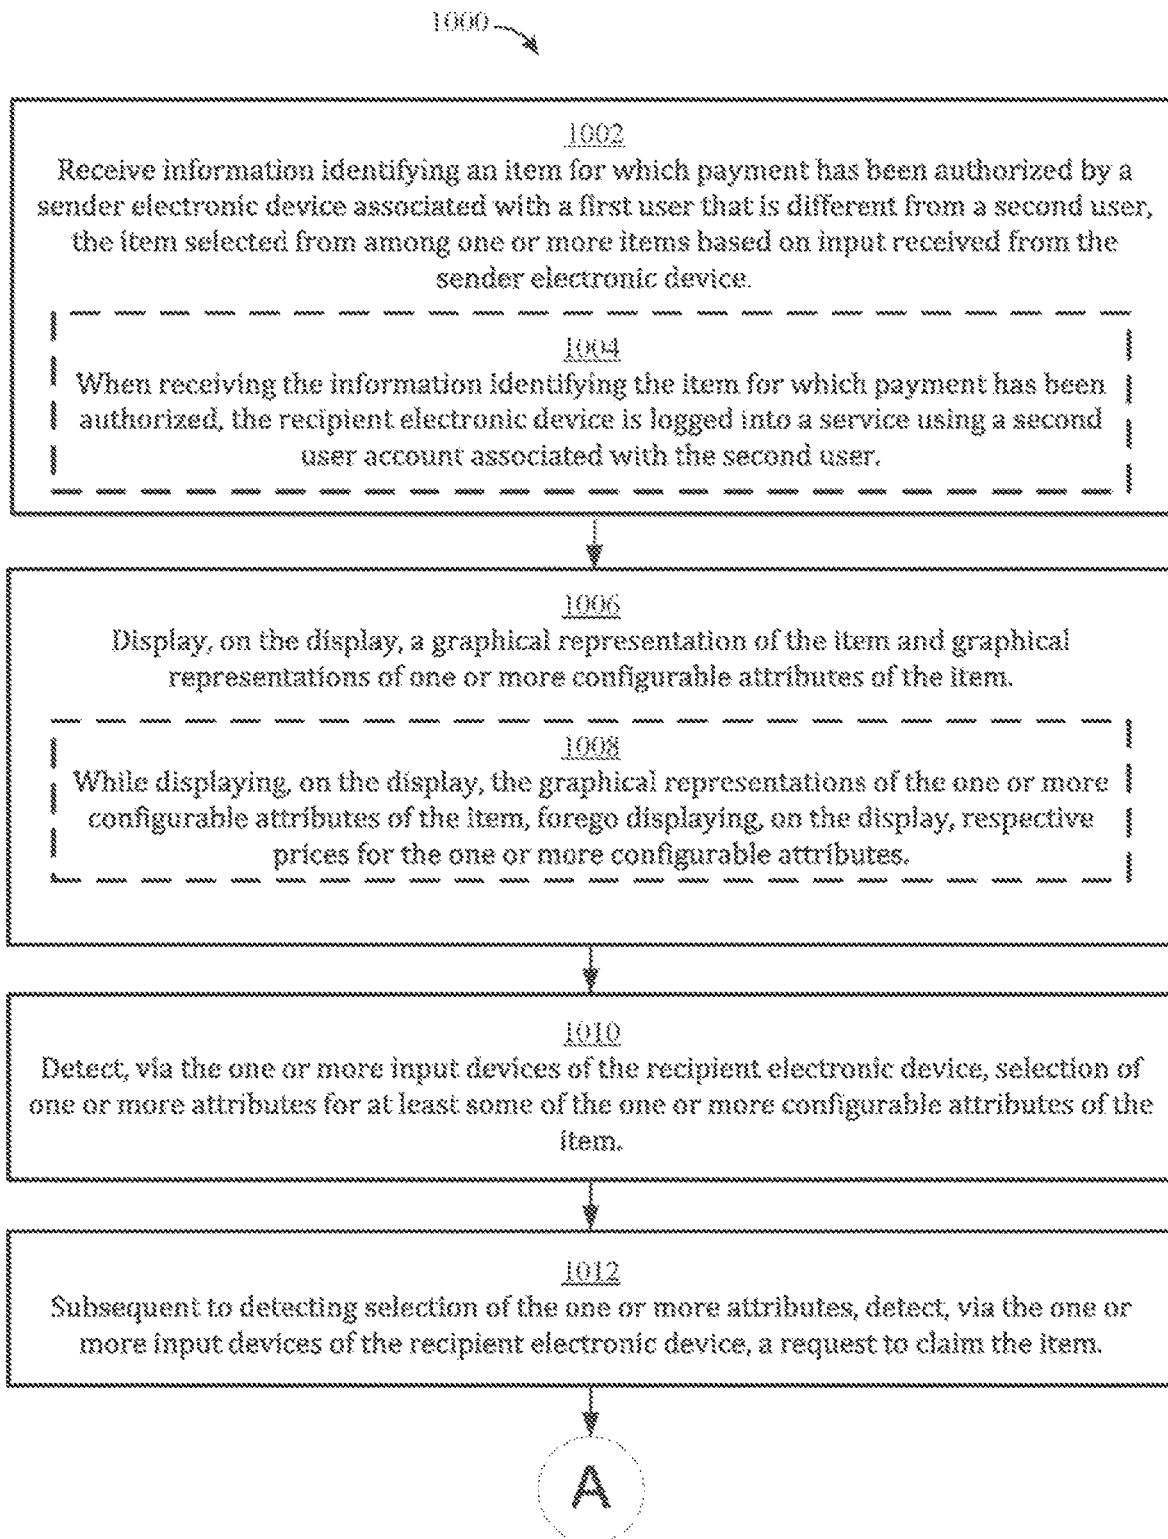 1000
1002
Receive information identifying an item for which payment has been authorized by a
sender electronic device associated with a first user that is different from a second user,
the item selected from among one or more items based on input received from the
sender electronic device.
1004
When receiving the information identifying the item for which payment has been
authorized, the recipient electronic device is logged into a service using a second
user account associated with the second user.
1006
Display, on the display, a graphical representation of the item and graphical
representations of one or more configurable attributes of the item.
1008
While displaying, on the display, the graphical representations of the one or more
configurable attributes of the item, forego displaying, on the display, respective
prices for the one or more configurable attributes.
1010
Detect, via the one or more input devices of the recipient electronic device, selection of
one or more attributes for at least some of the one or more configurable attributes of the
item.
1012
Subsequent to detecting selection of the one or more attributes, detect, via the one or
more input devices of the recipient electronic device, a request to claim the item.
A